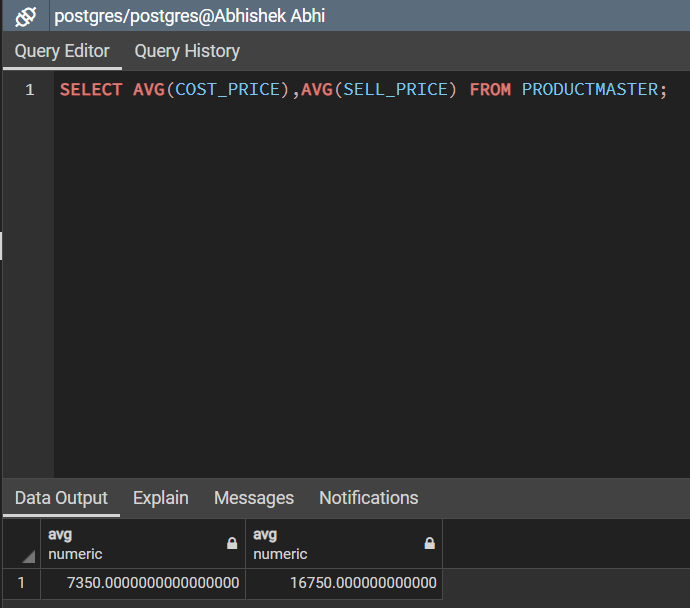 postgres/postgres@Abhishek Abhi
Query Editor Query History
1 SELECT AVG(COST_PRICE),AVG(SELL_PRICE) FROM PRODUCTMASTER;
Data Output Explain Messages Notifications
avg avg
numeric numeric
1 7350.0000000000000000 16750.000000000000